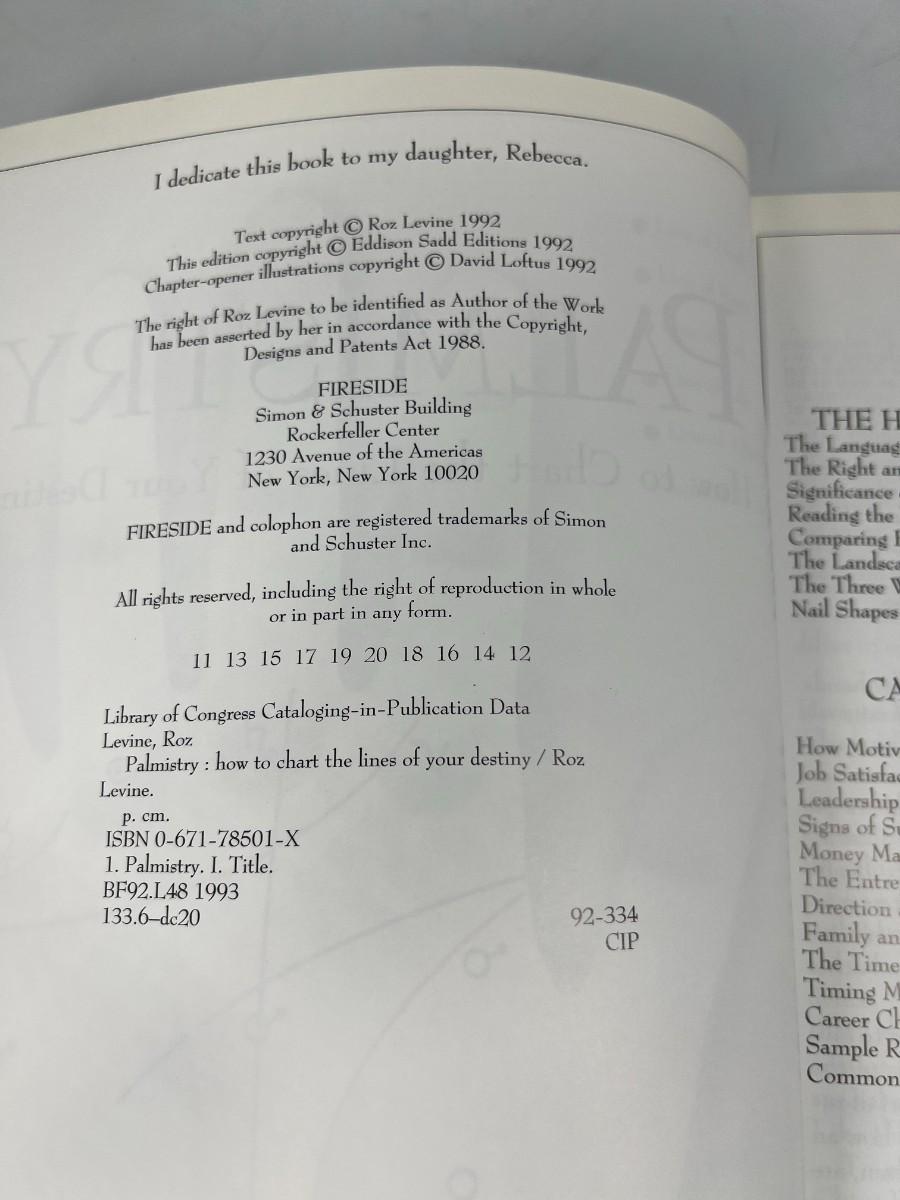 I dedicate this book to my daughter, Rebecca.
Text copyright © Roz Levine 1992
This edition copyright © Eddison Sadd Editions 1992
Chapter-opener illustrations copyright © David Loftus 1992
The right of Roz Levine to be identified as Author of the Work
has been asserted by her in accordance with the Copyright,
Designs and Patents Act 1988.
FIRESIDE
Simon & Schuster Building
Rockerfeller Center
1230 Avenue of the Americas
New York, New York 10020
FIRESIDE and colophon are registered trademarks of Simon
and Schuster Inc.
All rights reserved, including the right of reproduction in whole
or in part in any form.
11 13 15 17 19 20 18 16 14 12
Library of Congress Cataloging-in-Publication Data
Levine, Roz
Palmistry : how to chart the lines of your destiny / Roz
Levine.
p. cm.
ISBN 0-671-78501-X
1. Palmistry. I. Title.
BF92.L48 1993
133.6–dc20
92-334
CIP
THE H
The Languag
The Right an
Significance
Reading the
Comparing
The Landsca
The Three
Nail Shapes
CA
How Motiv
Job Satisfac
Leadership
Signs of Su
Money Ma
The Entre
Direction
Family an
The Time
Timing M
Career Ch
Sample R
Common